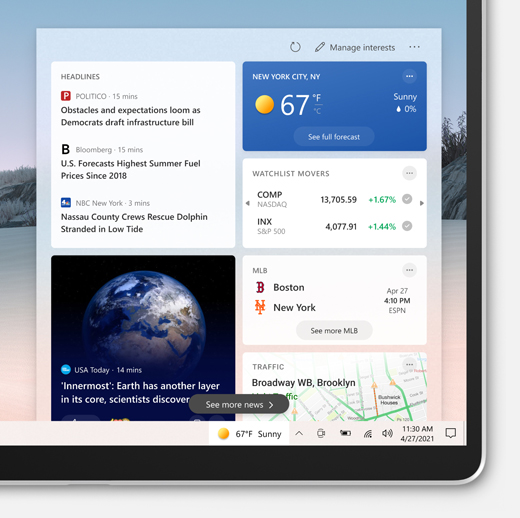 Manage interests
HEADLINES
POLITICO · 15 mins
Obstacles and expectations loom as
Democrats draft infrastructure bill
B Bloomberg · 15 mins
U.S. Forecasts Highest Summer Fuel
Prices Since 2018
NBC New York · 3 mins
Nassau County Crews Rescue Dolphin
Stranded in Low Tide
USA Today · 14 mins
'Innermost': Earth has another layer
in its core, scientists discover
NEW YORK CITY, NY
67 °F
°C
Sunny
0%
See full forecast
WATCHLIST MOVERS
COMP 13,705.59 +1.67%
NASDAQ
INX 4,077.91 +1.44%
S&P 500
MLB
B Boston
New York
Apr 27
4:10 PM
ESPN
See more MLB
TRAFFIC
Broadway WB, Brooklyn
Bushwick
Houses
See more news
67°F Sunny
11:30 AM
4/27/2021